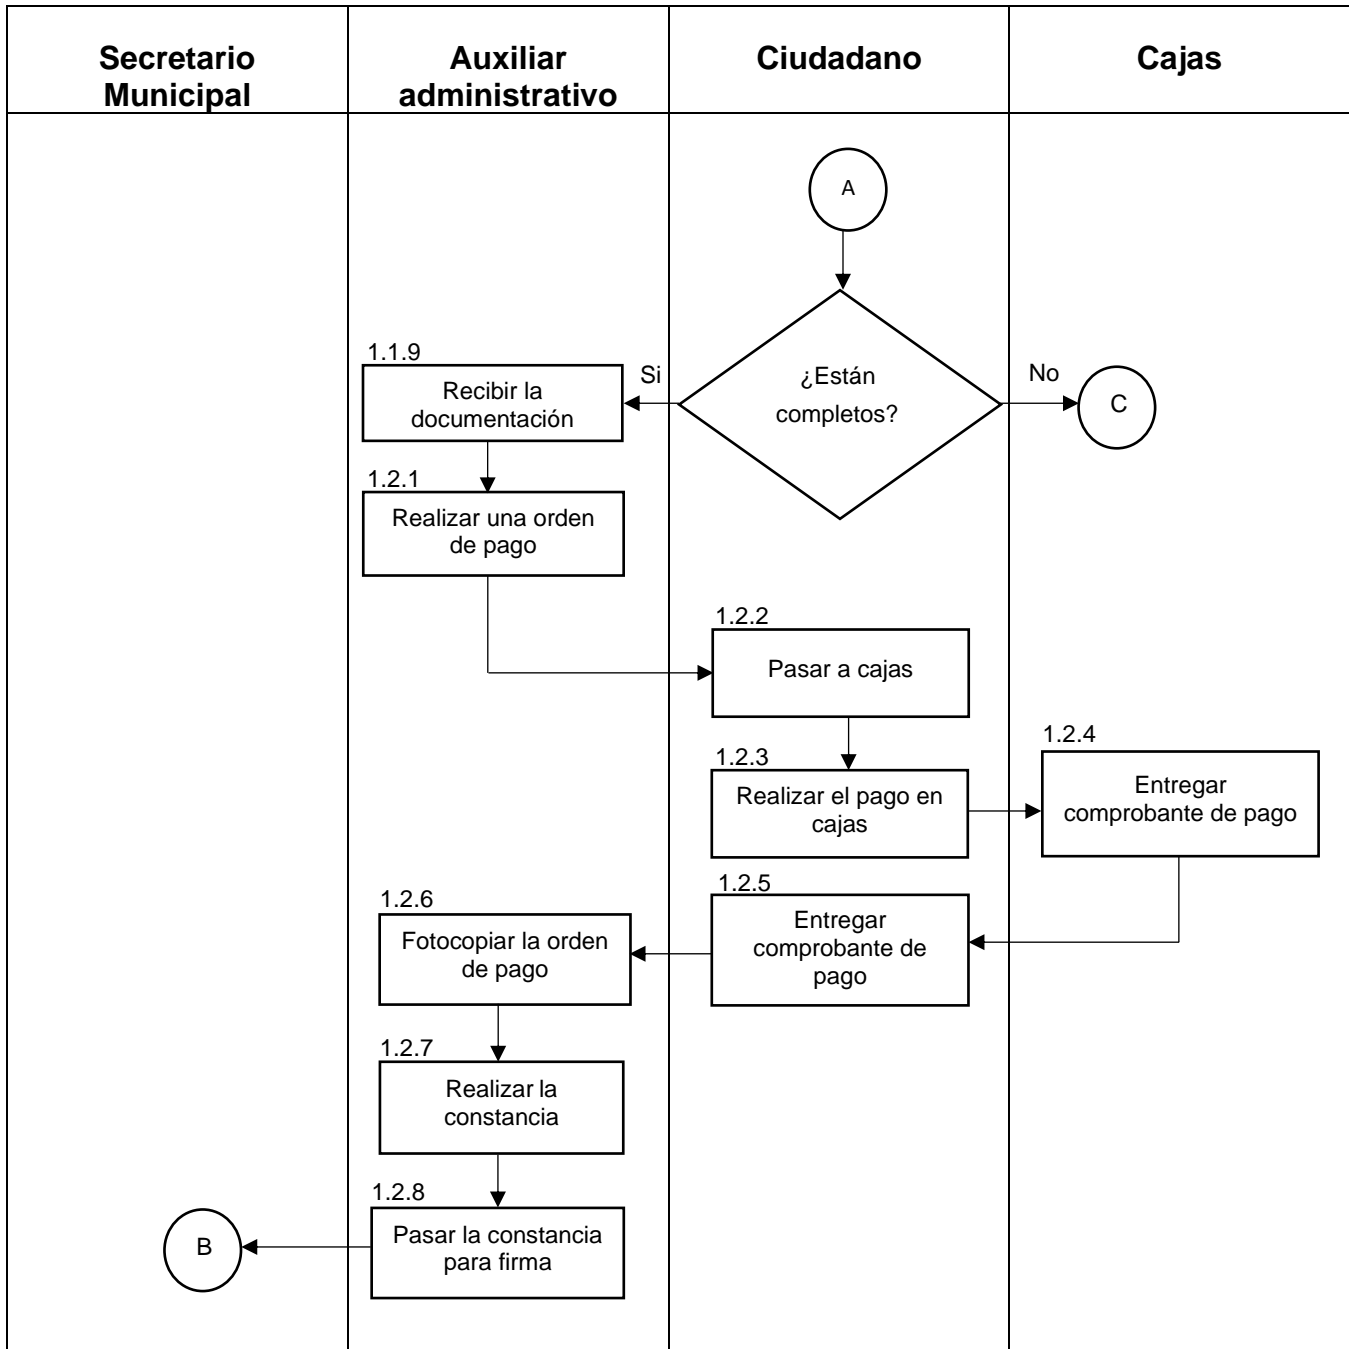 Secretario
Municipal
Auxiliar
administrativo
Ciudadano
Cajas
A
¿Están
completos?
Si
No
C
1.1.9
Recibir la
documentación
1.2.1
Realizar una orden
de pago
1.2.2
Pasar a cajas
1.2.3
Realizar el pago en
cajas
1.2.4
Entregar
comprobante de pago
1.2.5
Entregar
comprobante de
pago
1.2.6
Fotocopiar la orden
de pago
1.2.7
Realizar la
constancia
1.2.8
Pasar la constancia
para firma
B